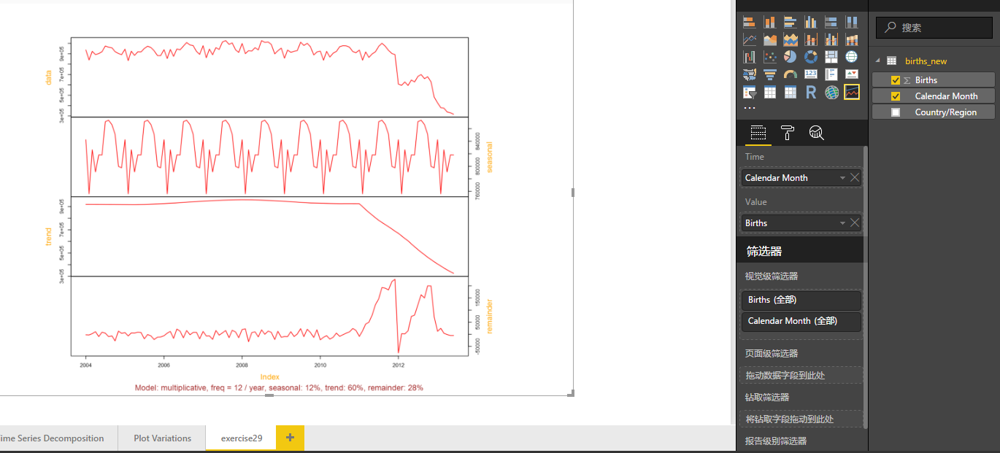 data
3e+05 5e+05 7e+05 9e+05
seasonal
760000 800000 840000
trend
3e+05 5e+05 7e+05 9e+05
remainder
-50000 50000 150000
2004 2006 2008 2010 2012
Index
Model: multiplicative, freq = 12 / year, seasonal: 12%, trend: 60%, remainder: 28%
ime Series Decomposition
Plot Variations
exercise29
+
123
R
...
Time
Calendar Month
Value
Births
筛选器
视觉级筛选器
Births (全部)
Calendar Month (全部)
页面级筛选器
拖动数据字段到此处
钻取筛选器
将钻取字段拖动到此处
报告级别筛选器
搜索
births_new
Σ Births
Calendar Month
Country/Region